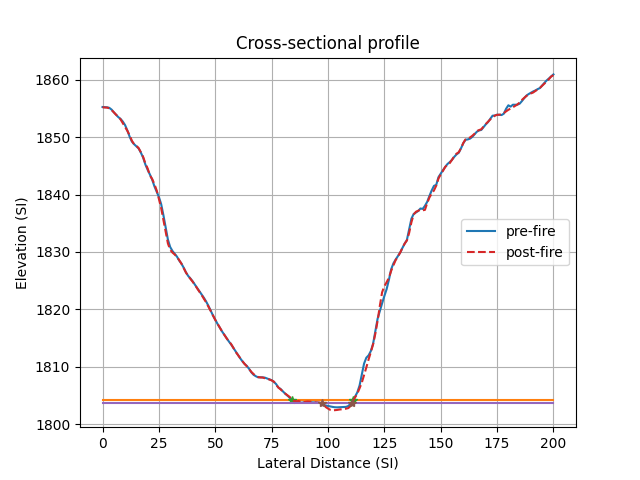 Cross-sectional profile
Elevation (SI)
1860
1850
1840
1830
1820
1810
1800
pre-fire
post-fire
0 25 50 75 100 125 150 175 200
Lateral Distance (SI)